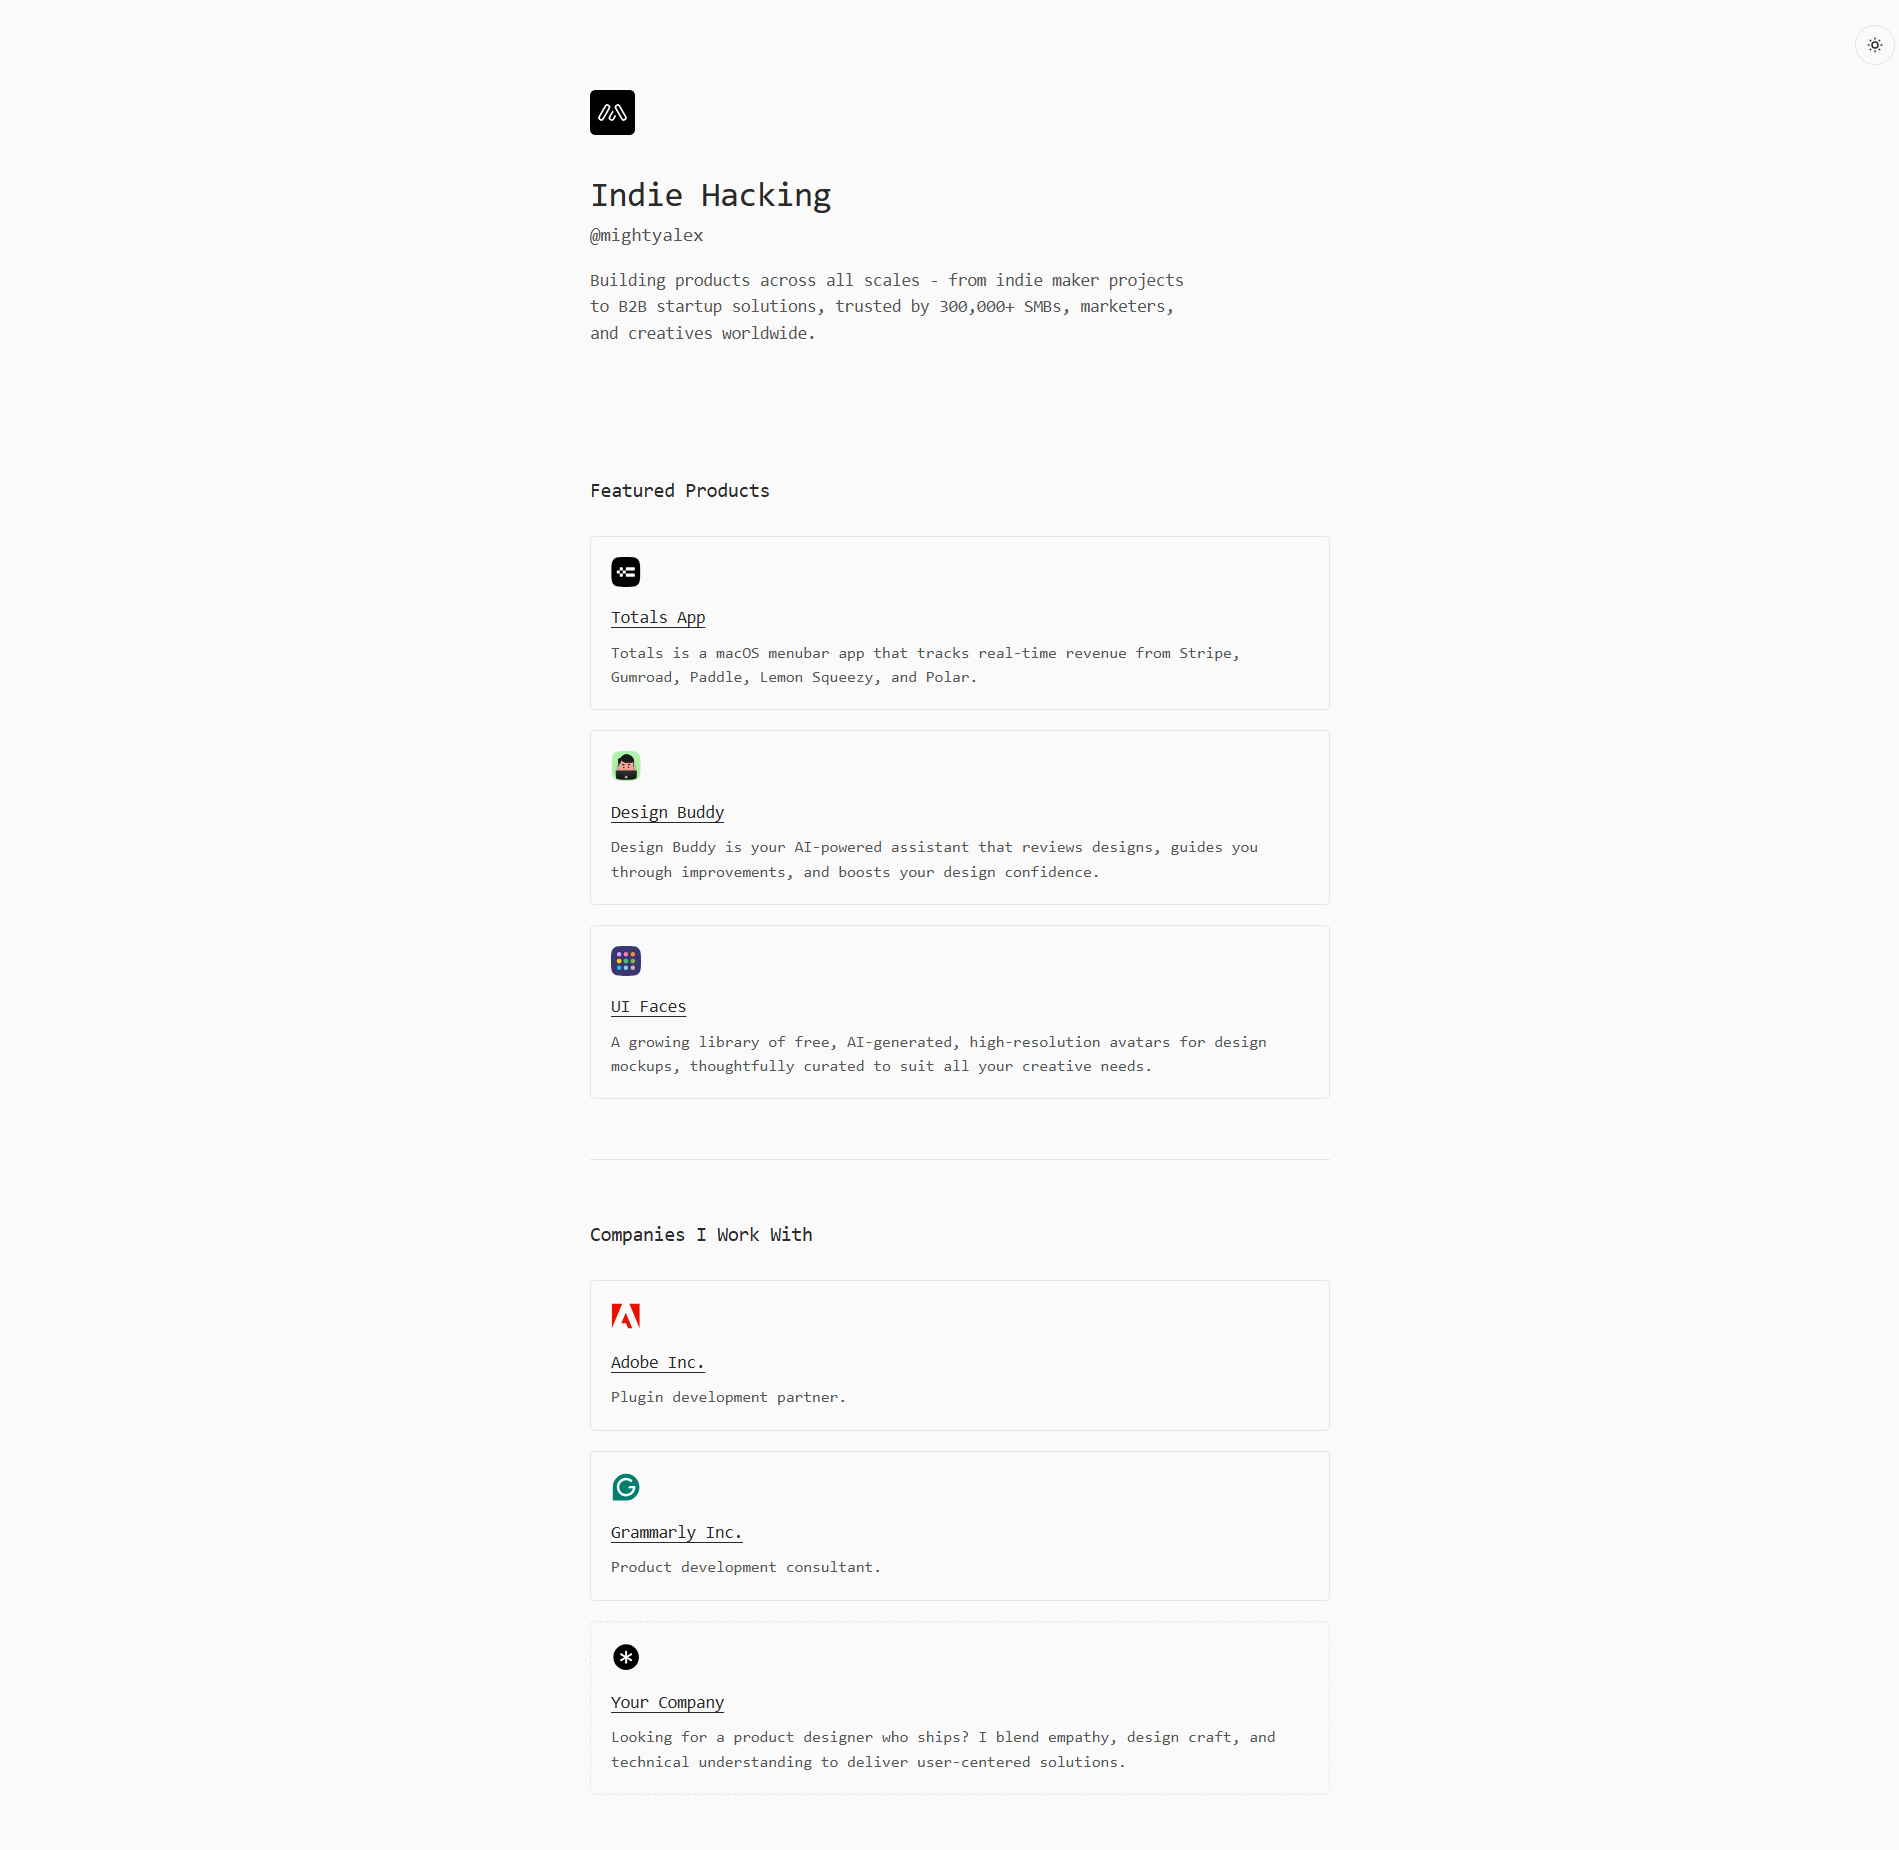 Indie Hacking
@mightyalex
Building products across all scales - from indie maker projects
to B2B startup solutions, trusted by 300,000+ SMBs, marketers,
and creatives worldwide.
Featured Products
Totals App
Totals is a macOS menubar app that tracks real-time revenue from Stripe,
Gumroad, Paddle, Lemon Squeezy, and Polar.
Design Buddy
Design Buddy is your AI-powered assistant that reviews designs, guides you
through improvements, and boosts your design confidence.
UI Faces
A growing library of free, AI-generated, high-resolution avatars for design
mockups, thoughtfully curated to suit all your creative needs.
Companies I Work With
Adobe Inc.
Plugin development partner.
Grammarly Inc.
Product development consultant.
Your Company
Looking for a product designer who ships? I blend empathy, design craft, and
technical understanding to deliver user-centered solutions.